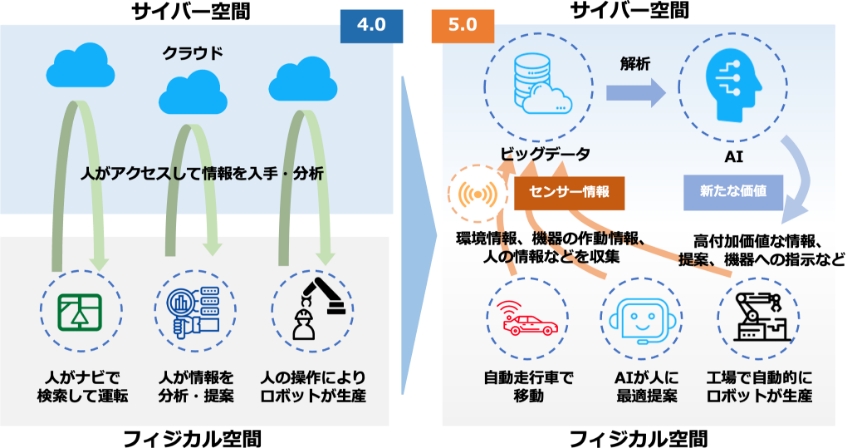 サイバー空間
4.0
クラウド
人がアクセスして情報を入手・分析
人がナビで
検索して運転
人が情報を
分析・提案
人の操作により
ロボットが生産
フィジカル空間
5.0
サイバー空間
解析
ビッグデータ
AI
センサー情報
新たな価値
環境情報、機器の作動情報、
人の情報などを収集
高付加価値な情報、
提案、機器への指示など
自動走行車で
移動
AIが人に
最適提案
工場で自動的に
ロボットが生産
フィジカル空間